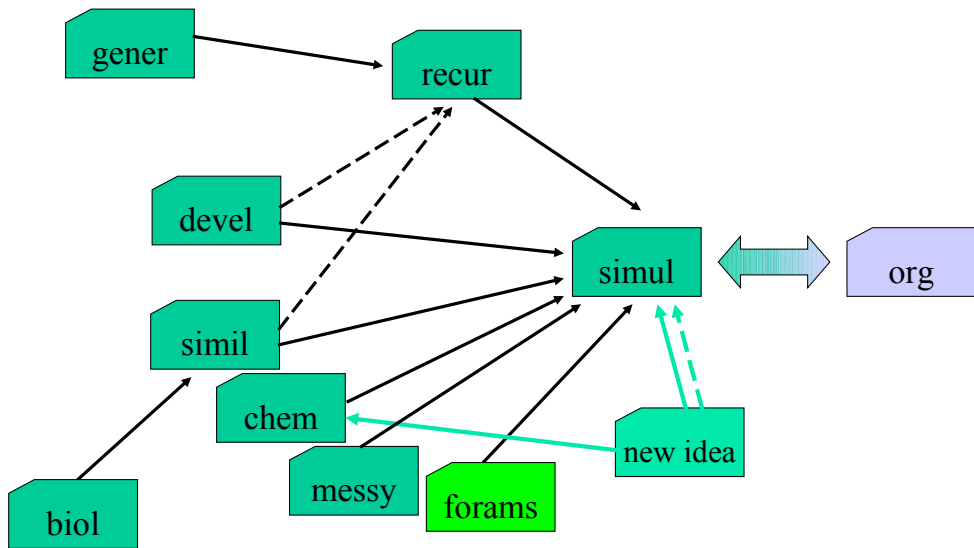 gener
recur
devel
simul
org
simil
chem
new idea
messy
forams
biol